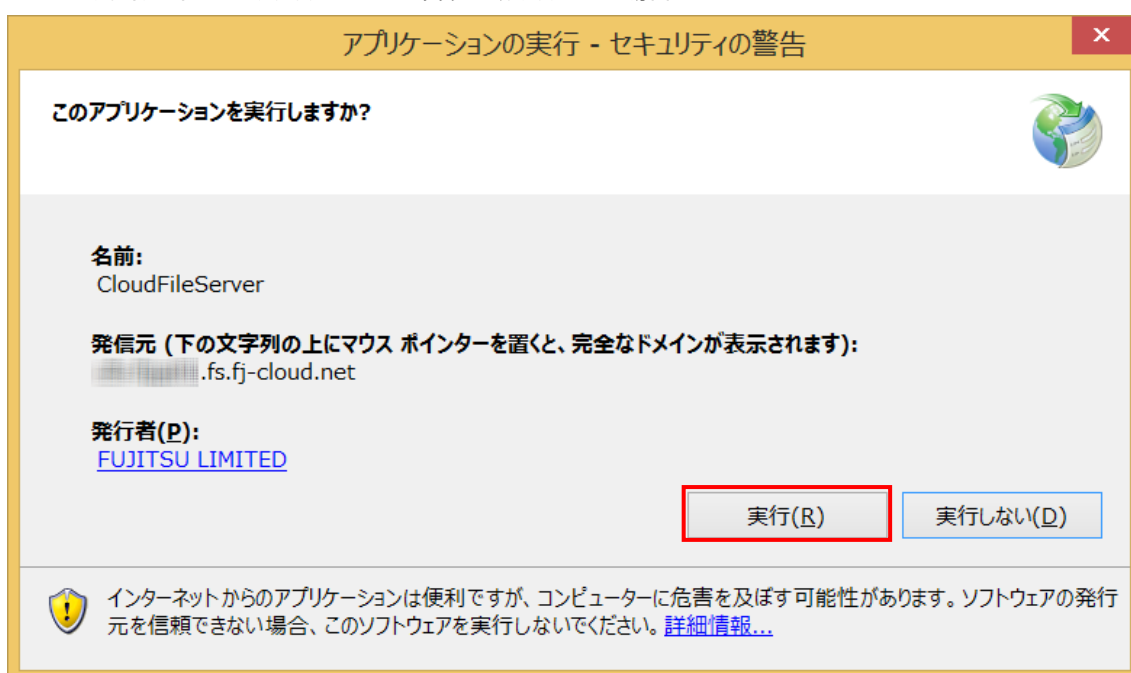 アプリケーションの実行 - セキュリティの警告
このアプリケーションを実行しますか?
名前:
CloudFileServer
発信元 (下の文字列の上にマウス ポインターを置くと、完全なドメインが表示されます):
.fs.fj-cloud.net
発行者(P):
FUJITSU LIMITED
実行(R)
実行しない(D)
インターネットからのアプリケーションは便利ですが、コンピューターに危害を及ぼす可能性があります。ソフトウェアの発行
元を信頼できない場合、このソフトウェアを実行しないでください。詳細情報...